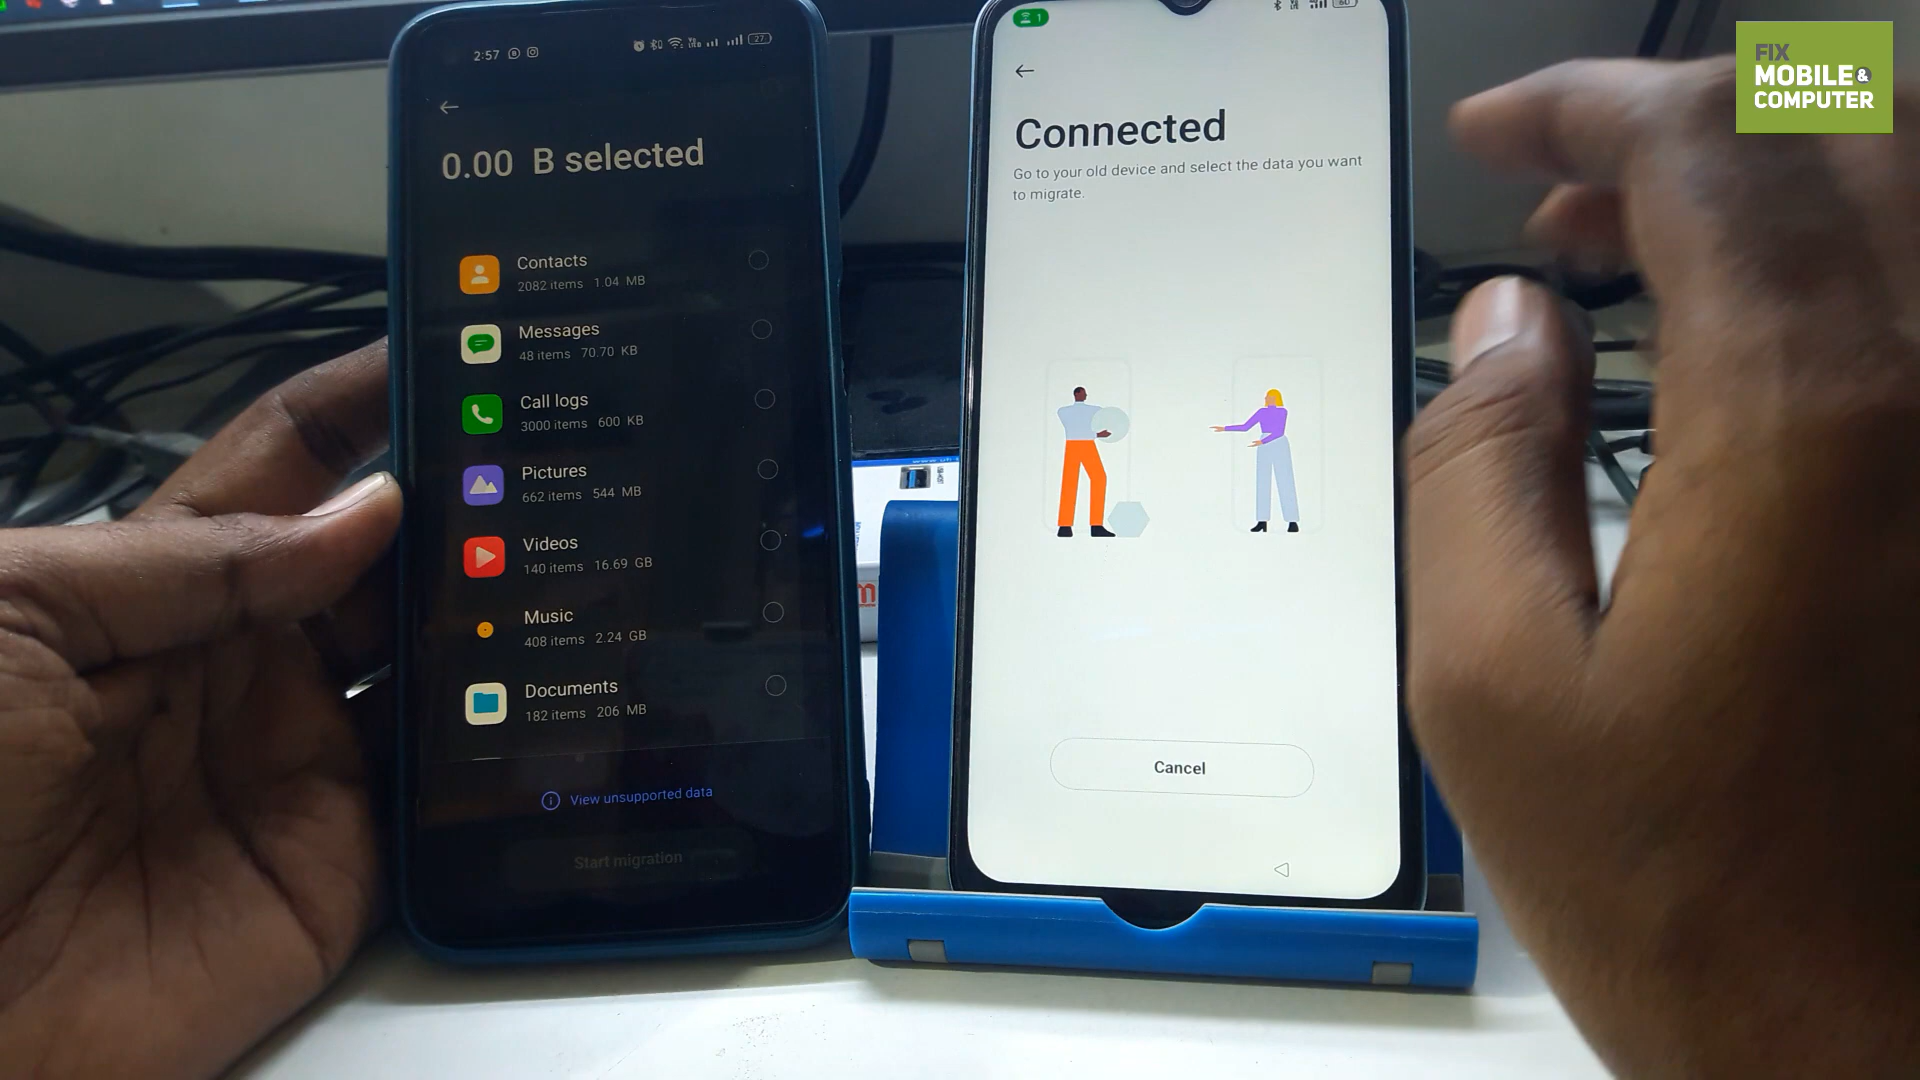 2:57
27
0.00 B selected
Contacts
2082 items 1.04 MB
Messages
48 items 70.70 KB
Call logs
3000 items 600 KB
Pictures
662 items 544 MB
Videos
140 items 16.69 GB
Music
408 items 2.24 GB
Documents
182 items 206 MB
View unsupported data
Start migration
1
60
Connected
Go to your old device and select the data you want
to migrate.
Cancel
FIX
MOBILE &
COMPUTER
m